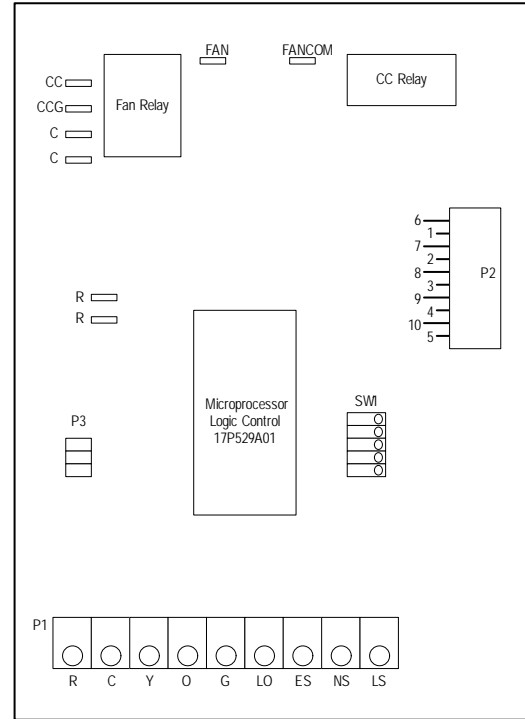 FAN
FANCOM
CC
CCG
C
C
Fan Relay
CC Relay
6
1
7
2
8
3
9
4
10
5
P2
R
R
Microprocessor
Logic Control
17P529A01
P3
SW1
P1
R C Y O G LO ES NS LS